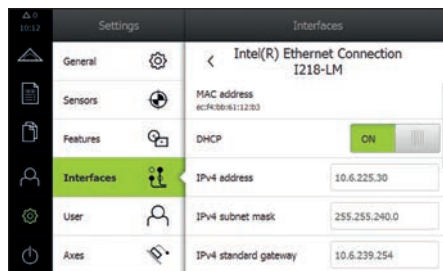 0
10:12
Settings
Interfaces
General
Sensors
Features
Interfaces
User
Axes
Intel(R) Ethernet Connection
I218-LM
MAC address
ec:f4:bb:61:12:b3
DHCP
ON
IPv4 address
10.6.225.30
IPv4 subnet mask
255.255.240.0
IPv4 standard gateway
10.6.239.254